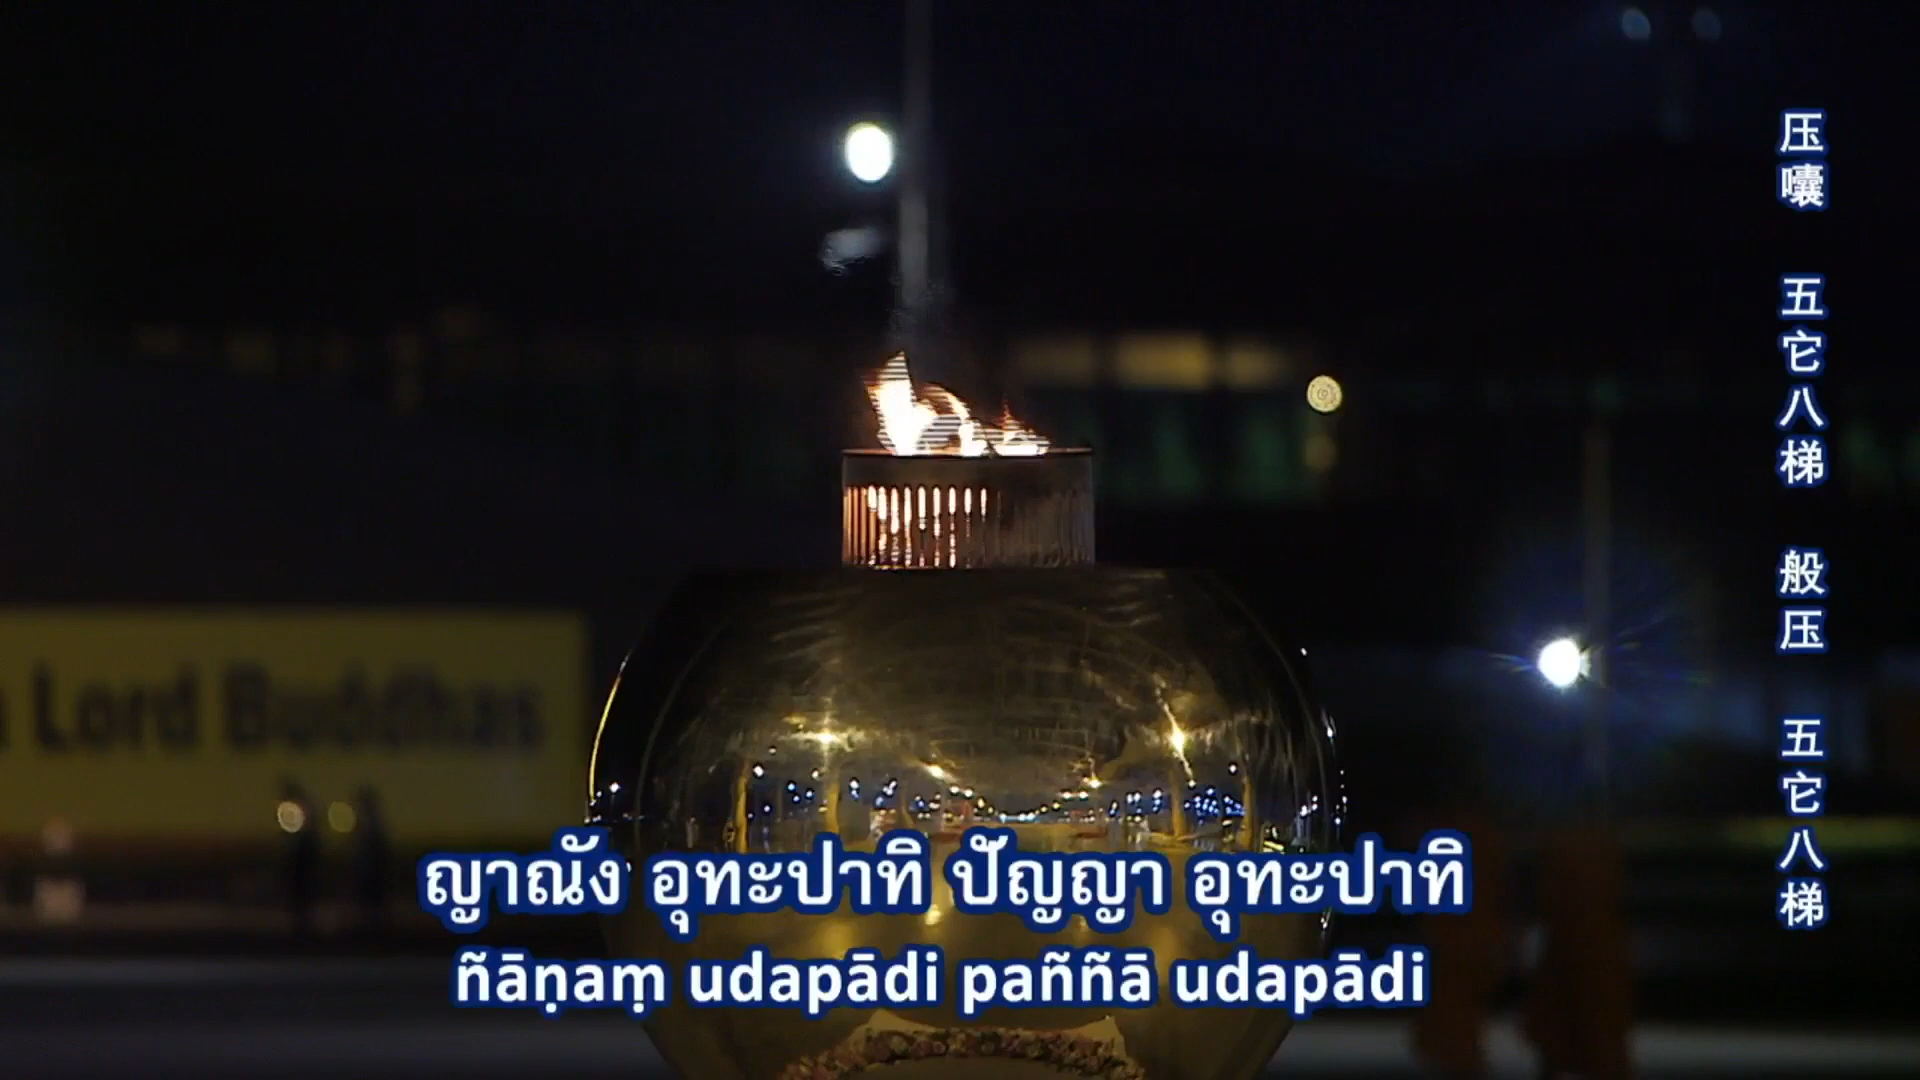 ญาณัง อุทะปาทิ ปัญญา อุทะปาทิ
ñāṇaṃ udapādi paññā udapādi
压囔 五它八梯 般压 五它八梯
Lord Buddhas